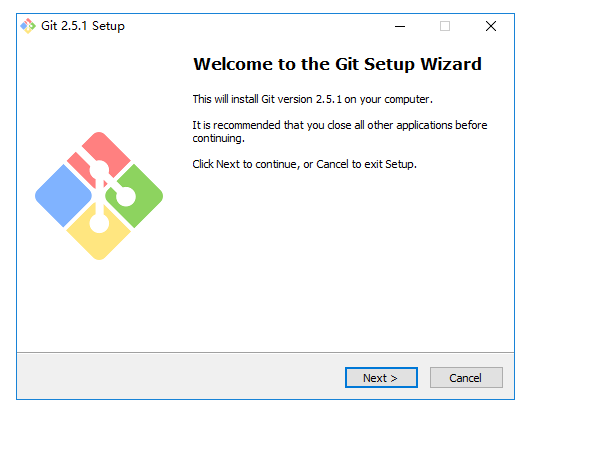 Git 2.5.1 Setup
Welcome to the Git Setup Wizard
This will install Git version 2.5.1 on your computer.
It is recommended that you close all other applications before
continuing.
Click Next to continue, or Cancel to exit Setup.
Next >
Cancel